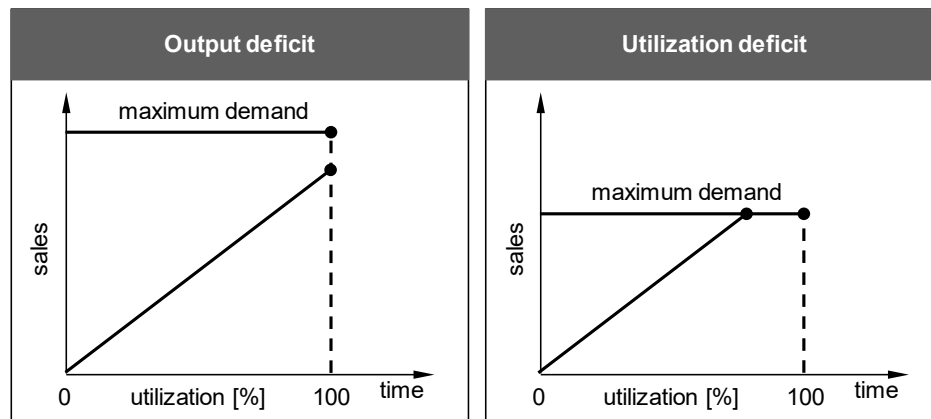 Output deficit
maximum demand
sales
0 utilization [%] 100 time
Utilization deficit
maximum demand
sales
0 utilization [%] 100 time